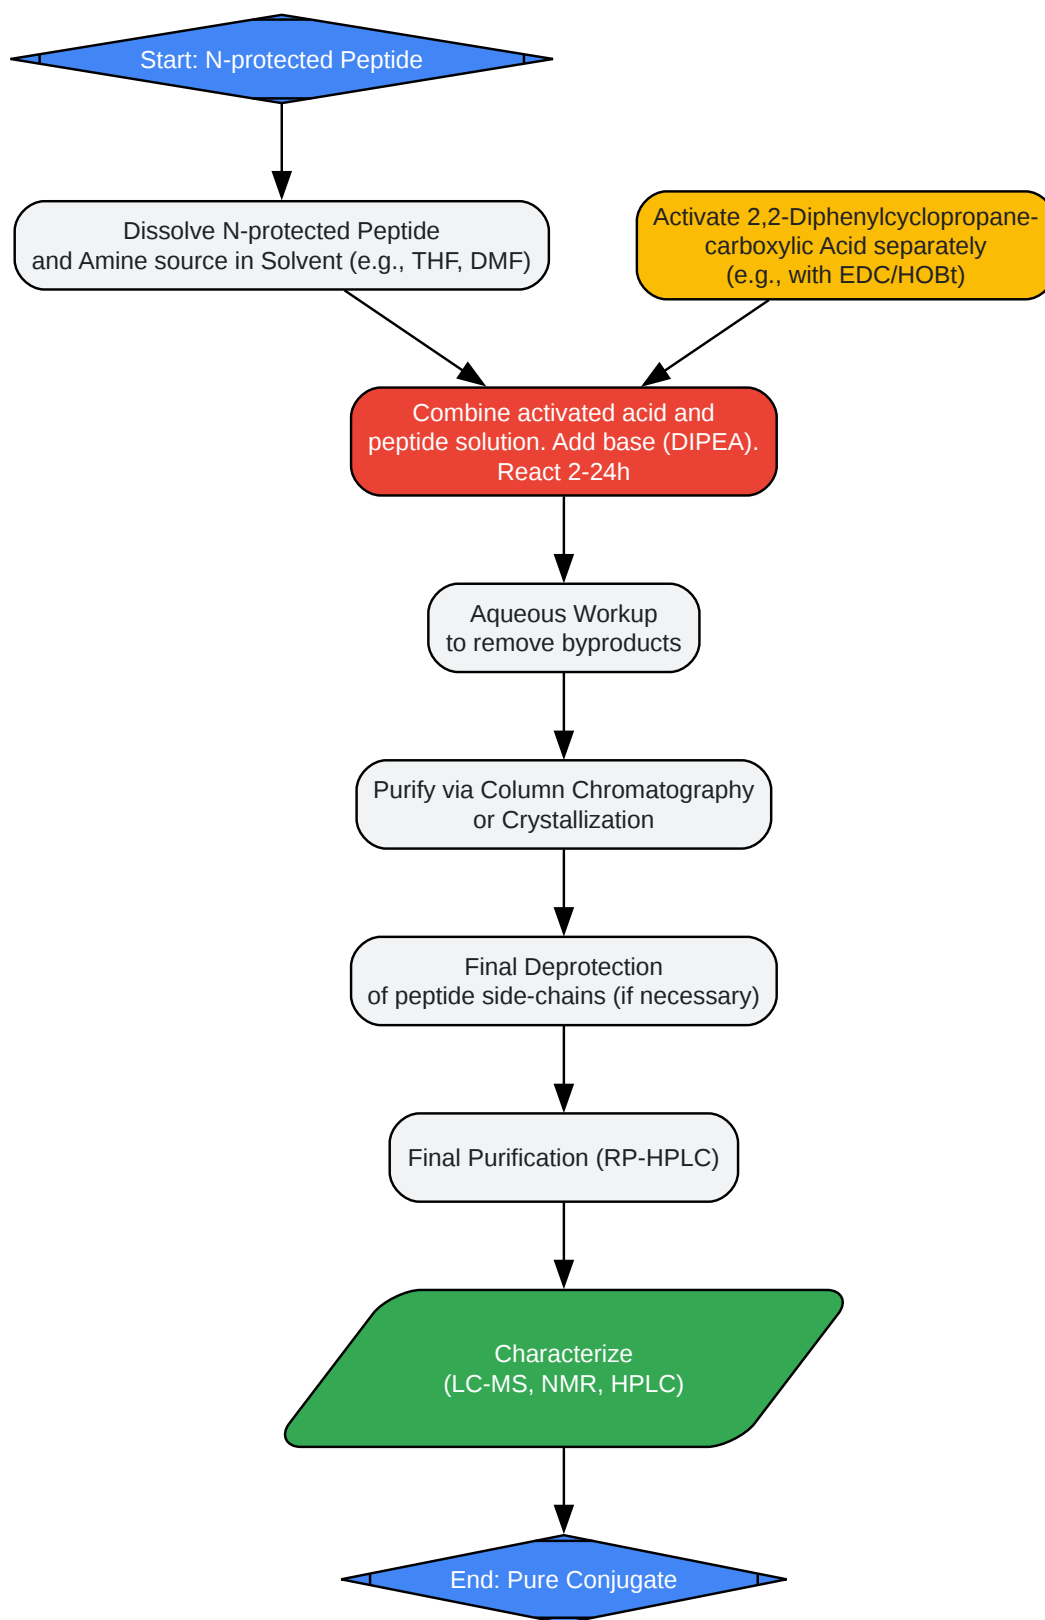 Start: N-protected Peptide
Dissolve N-protected Peptide
and Amine source in Solvent (e.g., THF, DMF)
Activate 2,2-Diphenylcyclopropane-
carboxylic Acid separately
(e.g., with EDC/HOBt)
Combine activated acid and
peptide solution. Add base (DIPEA).
React 2-24h
Aqueous Workup
to remove byproducts
Purify via Column Chromatography
or Crystallization
Final Deprotection
of peptide side-chains (if necessary)
Final Purification (RP-HPLC)
Characterize
(LC-MS, NMR, HPLC)
End: Pure Conjugate